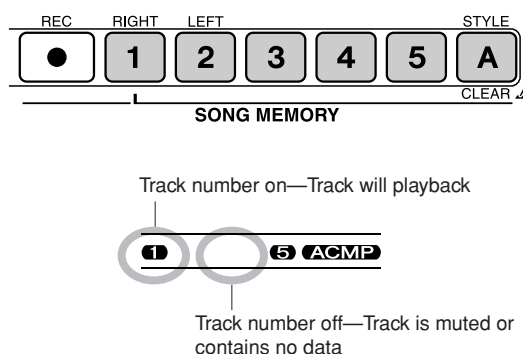 REC RIGHT LEFT STYLE
1 2 3 4 5 A
CLEAR
SONG MEMORY
Track number on—Track will playback
1 5 ACMP
Track number off—Track is muted or
contains no data